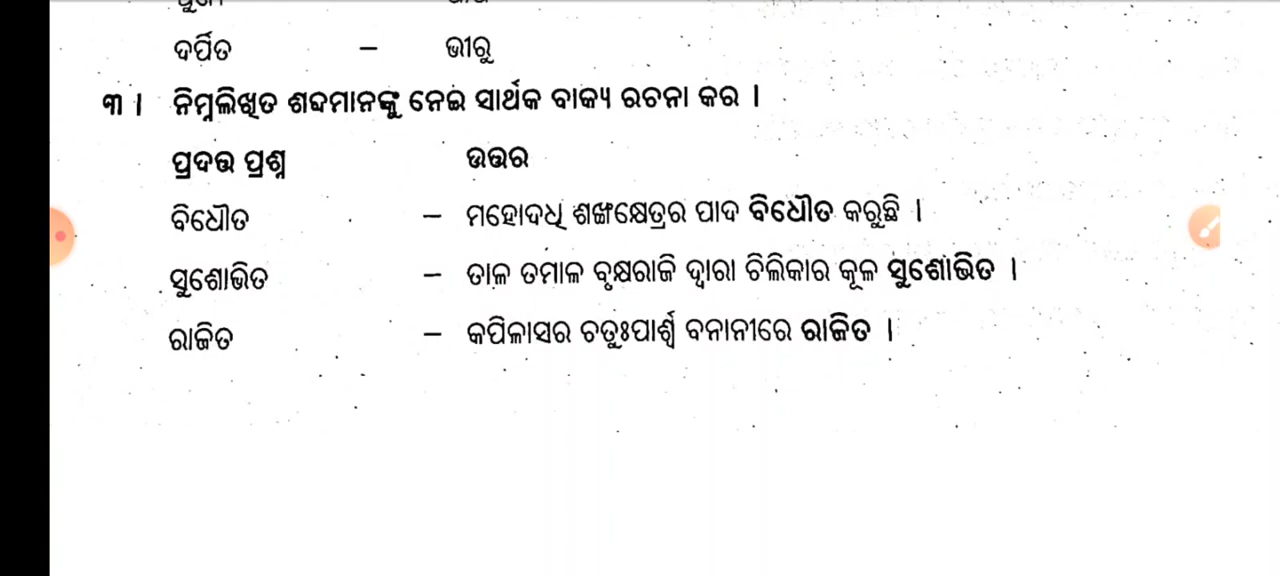 ଦର୍ପିତ – ଭୀରୁ
୩ । ନିମ୍ନଲିଖିତ ଶବ୍ଦମାନଙ୍କୁ ନେଇ ସାର୍ଥକ ବାକ୍ୟ ରଚନା କର ।
ପ୍ରଦତ୍ତ ପ୍ରଶ୍ନ ଉତ୍ତର
ବିଧୌତ – ମହୋଦଧି ଶଙ୍ଖକ୍ଷେତ୍ରର ପାଦ ବିଧୌତ କରୁଛି ।
ସୁଶୋଭିତ – ତାଳ ତମାଳ ବୃକ୍ଷରାଜି ଦ୍ୱାରା ଚିଲିକାର କୂଳ ସୁଶୋଭିତ ।
ରାଜିତ – କପିଳାସର ଚତୁଃପାର୍ଶ୍ୱ ବନାନୀରେ ରାଜିତ ।